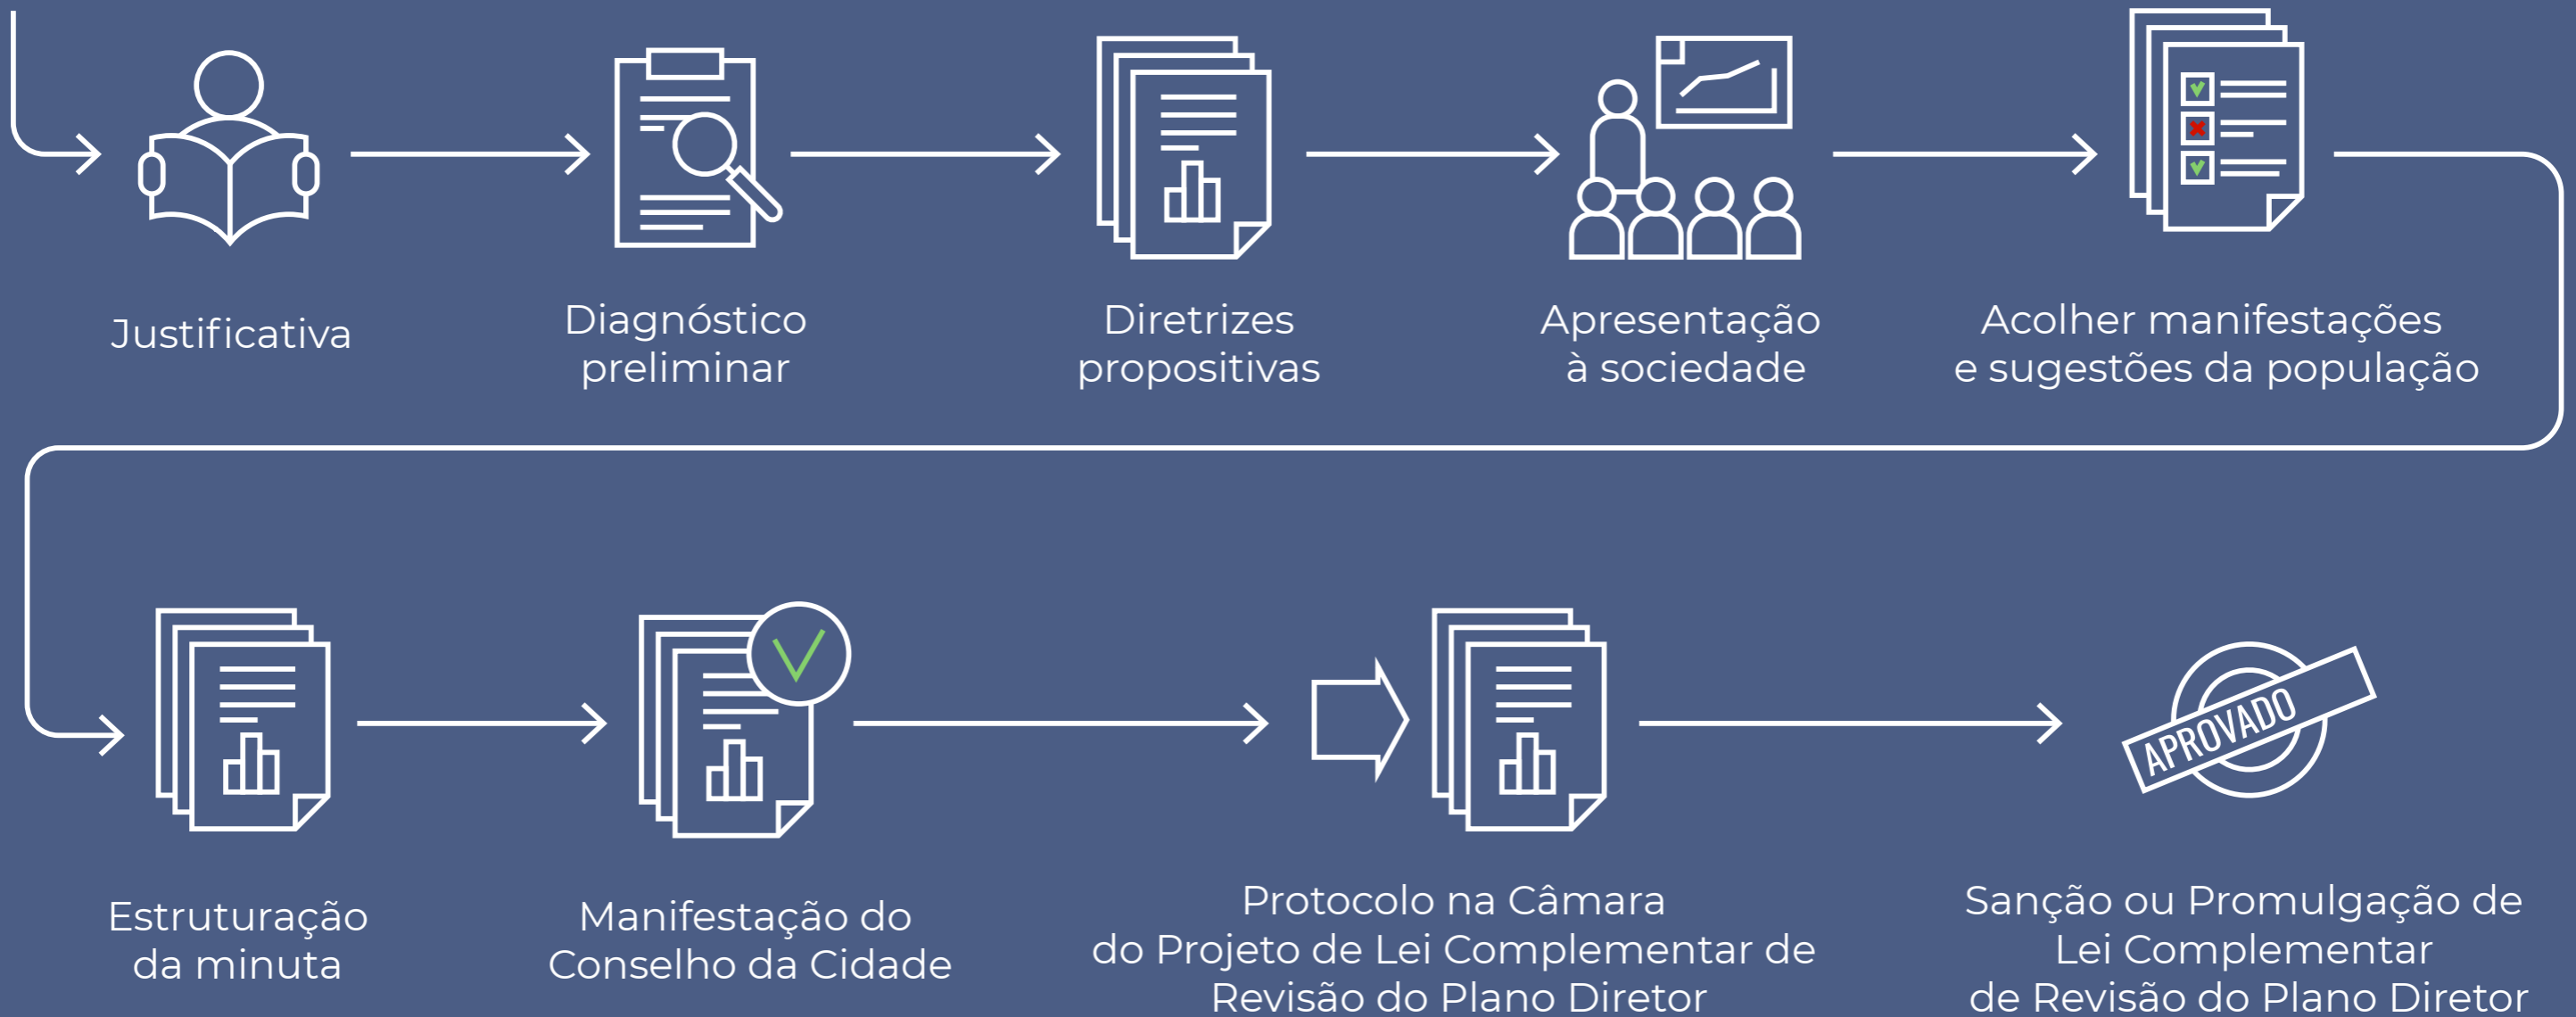 Justificativa
Diagnóstico
preliminar
Diretrizes
propositivas
Apresentação
à sociedade
Acolher manifestações
e sugestões da população
Estruturação
da minuta
Manifestação do
Conselho da Cidade
Protocolo na Câmara
do Projeto de Lei Complementar de
Revisão do Plano Diretor
APROVADO
Sanção ou Promulgação de
Lei Complementar
de Revisão do Plano Diretor